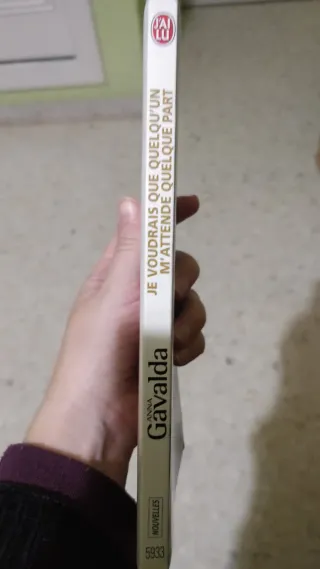 J'AI
LU
JE VOUDRAIS QUE QUELQU'UN
M'ATTENDE QUELQUE PART
ANNA
Gavalda
NOUVELLES
5933